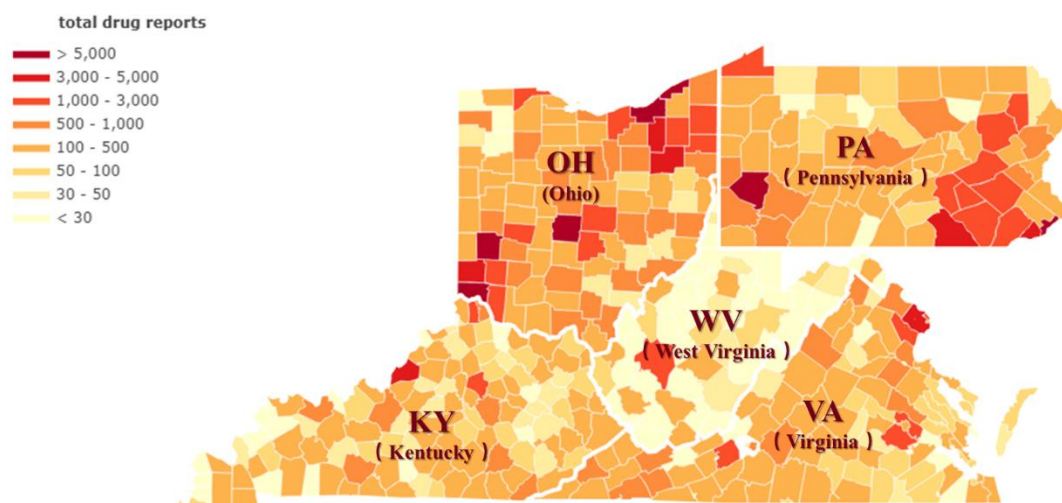 total drug reports
> 5,000
3,000 - 5,000
1,000 - 3,000
500 - 1,000
100 - 500
50 - 100
30 - 50
< 30
OH
(Ohio)
PA
( Pennsylvania )
WV
( West Virginia )
KY
( Kentucky )
VA
( Virginia )